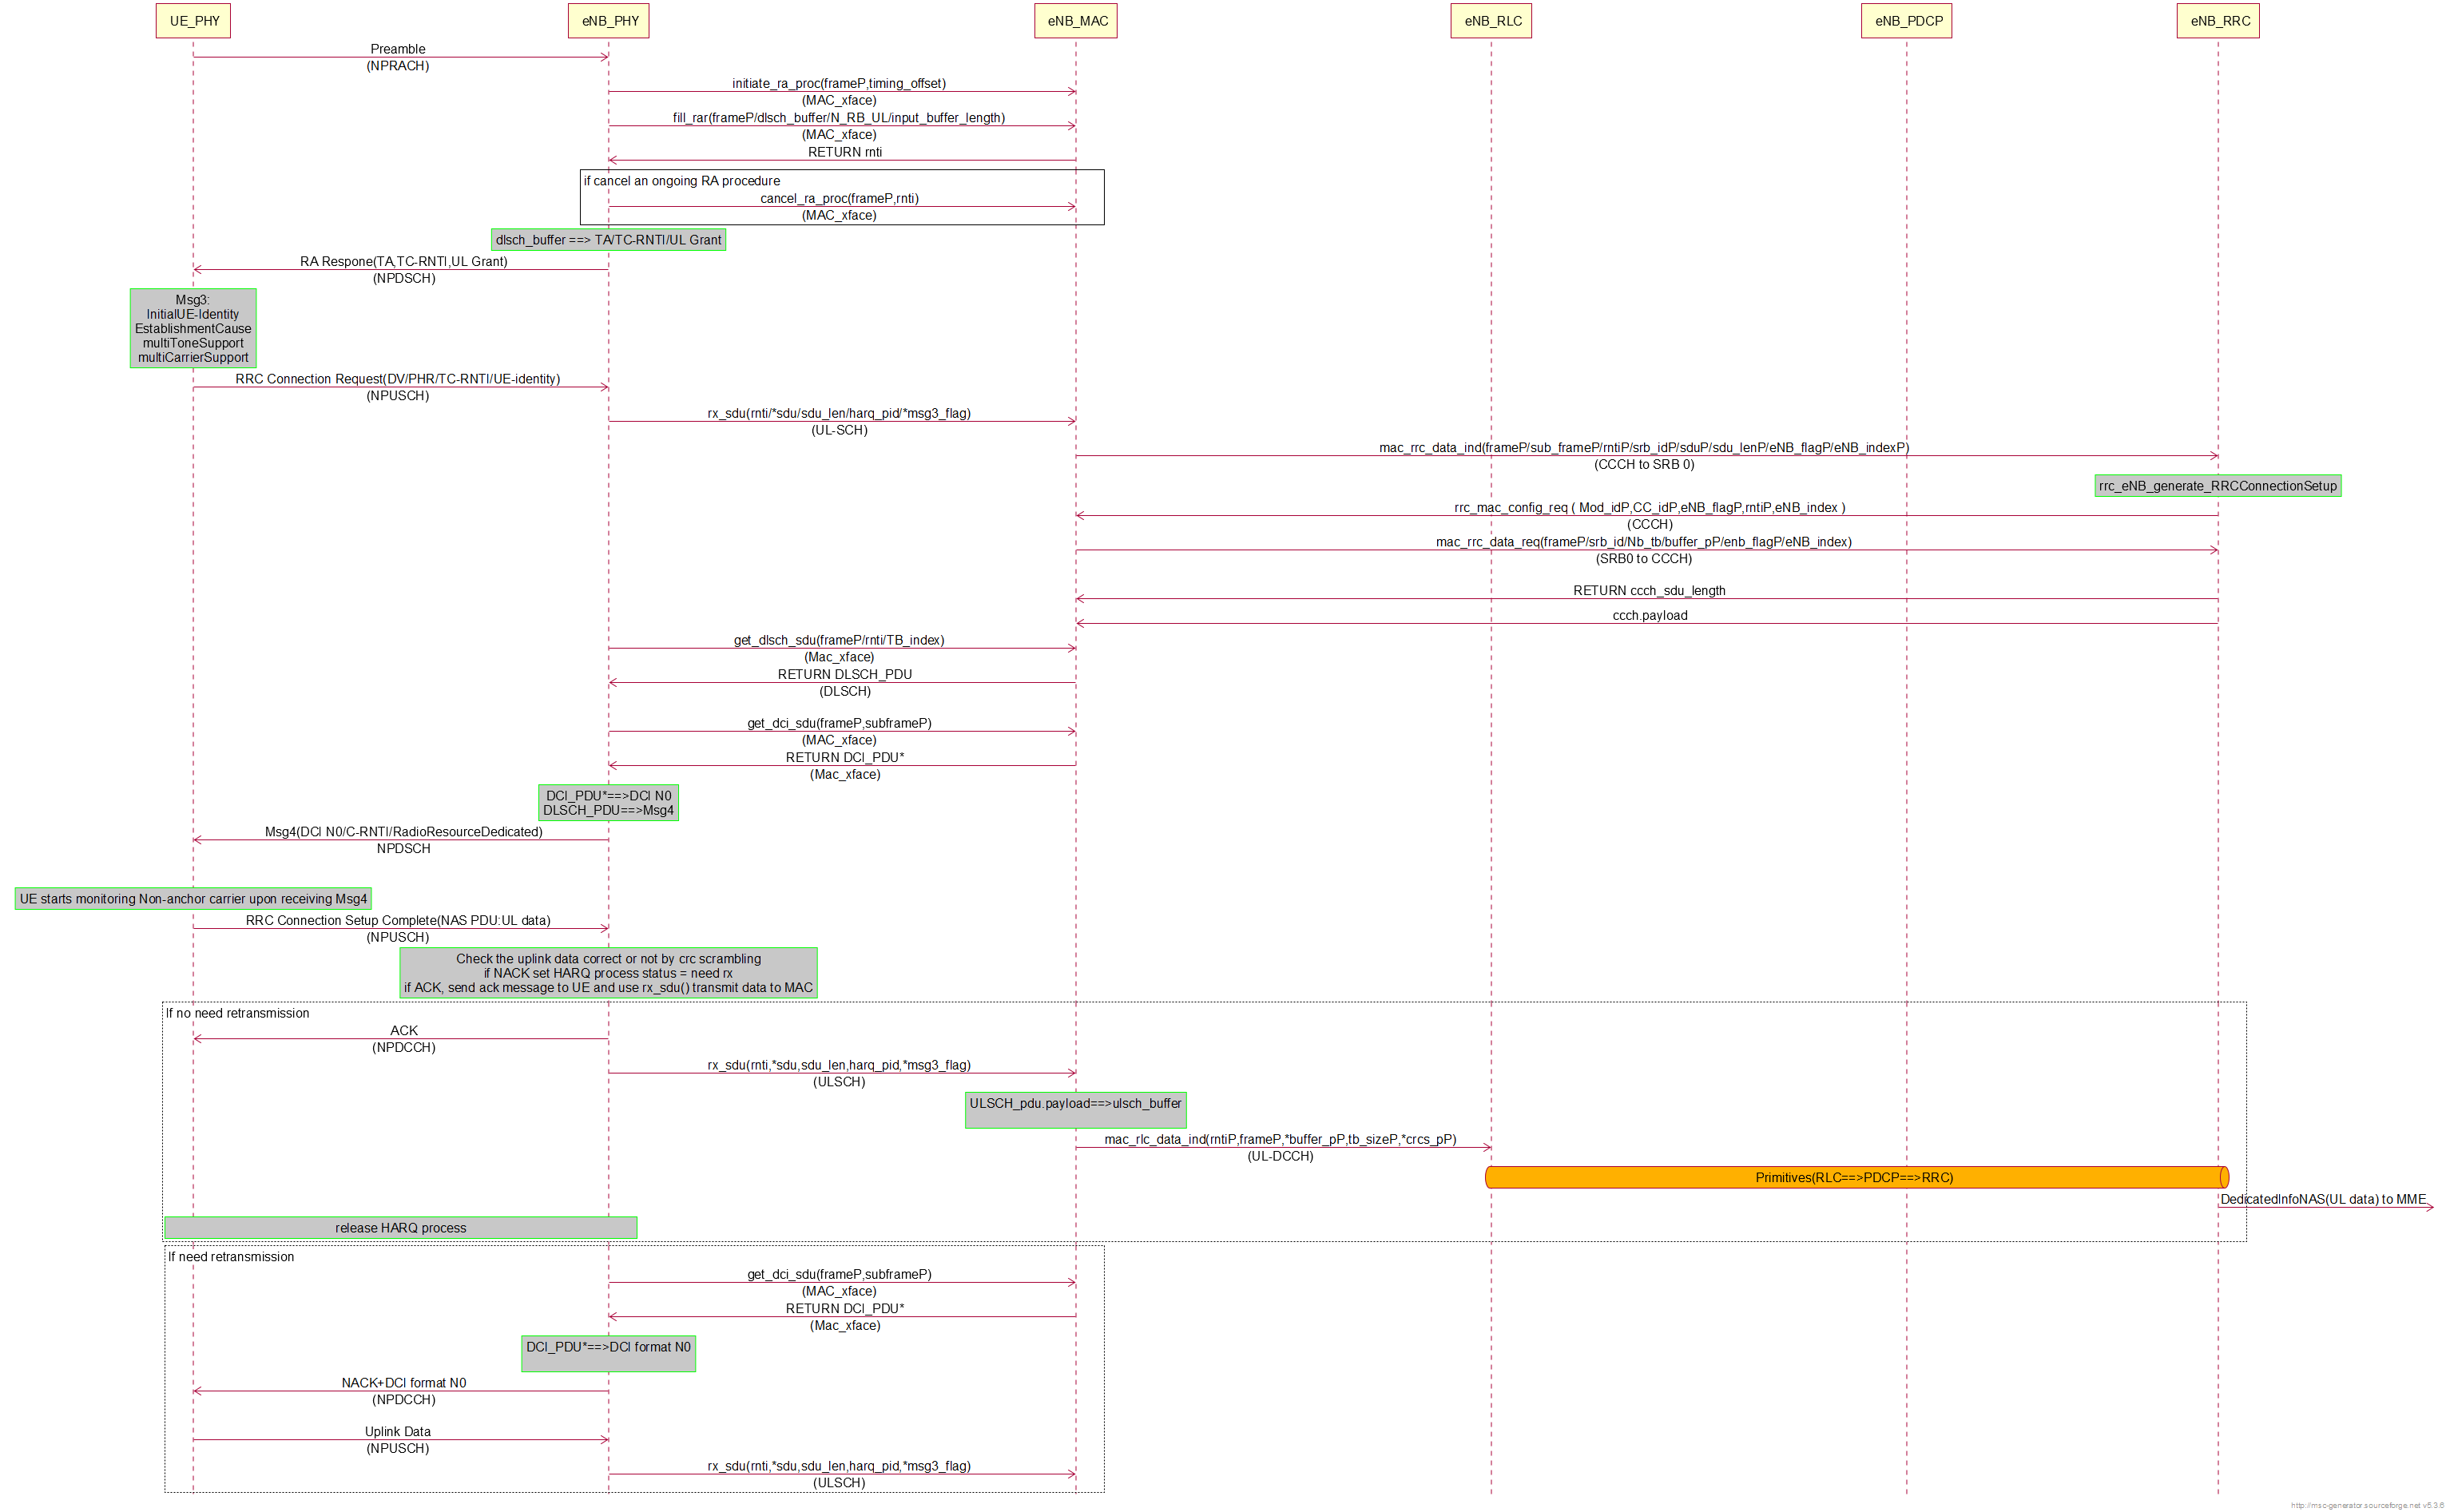 UE_PHY
eNB_PHY
eNB_MAC
eNB_RLC
eNB_PDCP
eNB_RRC
Preamble
(NPRACH)
initiate_ra_proc(frameP,timing_offset)
(MAC_xface)
fill_rar(frameP/dlsch_buffer/N_RB_UL/input_buffer_length)
(MAC_xface)
RETURN rnti
if cancel an ongoing RA procedure
cancel_ra_proc(frameP,rnti)
(MAC_xface)
dlsch_buffer ==> TA/TC-RNTI/UL Grant
RA Respone(TA,TC-RNTI,UL Grant)
(NPDSCH)
Msg3:
InitialUE-Identity
EstablishmentCause
multiToneSupport
multiCarrierSupport
RRC Connection Request(DV/PHR/TC-RNTI/UE-identity)
(NPUSCH)
rx_sdu(rnti/*sdu/sdu_len/harq_pid/*msg3_flag)
(UL-SCH)
mac_rrc_data_ind(frameP/sub_frameP/rntiP/srb_idP/sduP/sdu_lenP/eNB_flagP/eNB_indexP)
(CCCH to SRB 0)
rrc_eNB_generate_RRCConnectionSetup
rrc_mac_config_req ( Mod_idP,CC_idP,eNB_flagP,rntiP,eNB_index )
(CCCH)
mac_rrc_data_req(frameP/srb_id/Nb_tb/buffer_pP/enb_flagP/eNB_index)
(SRB0 to CCCH)
RETURN ccch_sdu_length
ccch.payload
get_dlsch_sdu(frameP/rnti/TB_index)
(Mac_xface)
RETURN DLSCH_PDU
(DLSCH)
get_dci_sdu(frameP,subframeP)
(MAC_xface)
RETURN DCI_PDU*
(Mac_xface)
DCI_PDU*==>DCI N0
DLSCH_PDU==>Msg4
Msg4(DCI N0/C-RNTI/RadioResourceDedicated)
NPDSCH
UE starts monitoring Non-anchor carrier upon receiving Msg4
RRC Connection Setup Complete(NAS PDU:UL data)
(NPUSCH)
Check the uplink data correct or not by crc scrambling
if NACK set HARQ process status = need rx
if ACK, send ack message to UE and use rx_sdu() transmit data to MAC
If no need retransmission
ACK
(NPDCCH)
rx_sdu(rnti,*sdu,sdu_len,harq_pid,*msg3_flag)
(ULSCH)
ULSCH_pdu.payload==>ulsch_buffer
mac_rlc_data_ind(rntiP,frameP,*buffer_pP,tb_sizeP,*crcs_pP)
(UL-DCCH)
Primitives(RLC==>PDCP==>RRC)
DedicatedInfoNAS(UL data) to MME
release HARQ process
If need retransmission
get_dci_sdu(frameP,subframeP)
(MAC_xface)
RETURN DCI_PDU*
(Mac_xface)
DCI_PDU*==>DCI format N0
NACK+DCI format N0
(NPDCCH)
Uplink Data
(NPUSCH)
rx_sdu(rnti,*sdu,sdu_len,harq_pid,*msg3_flag)
(ULSCH)
http://msc-generator.sourceforge.net v5.3.6